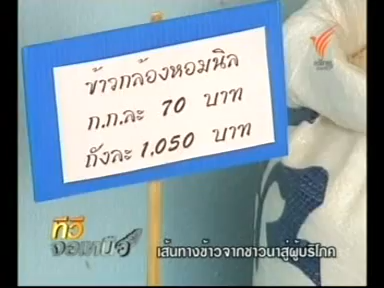 ข้าวกล้องหอมนิล
ก.ก.ละ 70 บาท
ถังละ 1.050 บาท
ทีวี
จอเหนือ
เส้นทางข้าวจากชาวนาสู่ผู้บริโภค